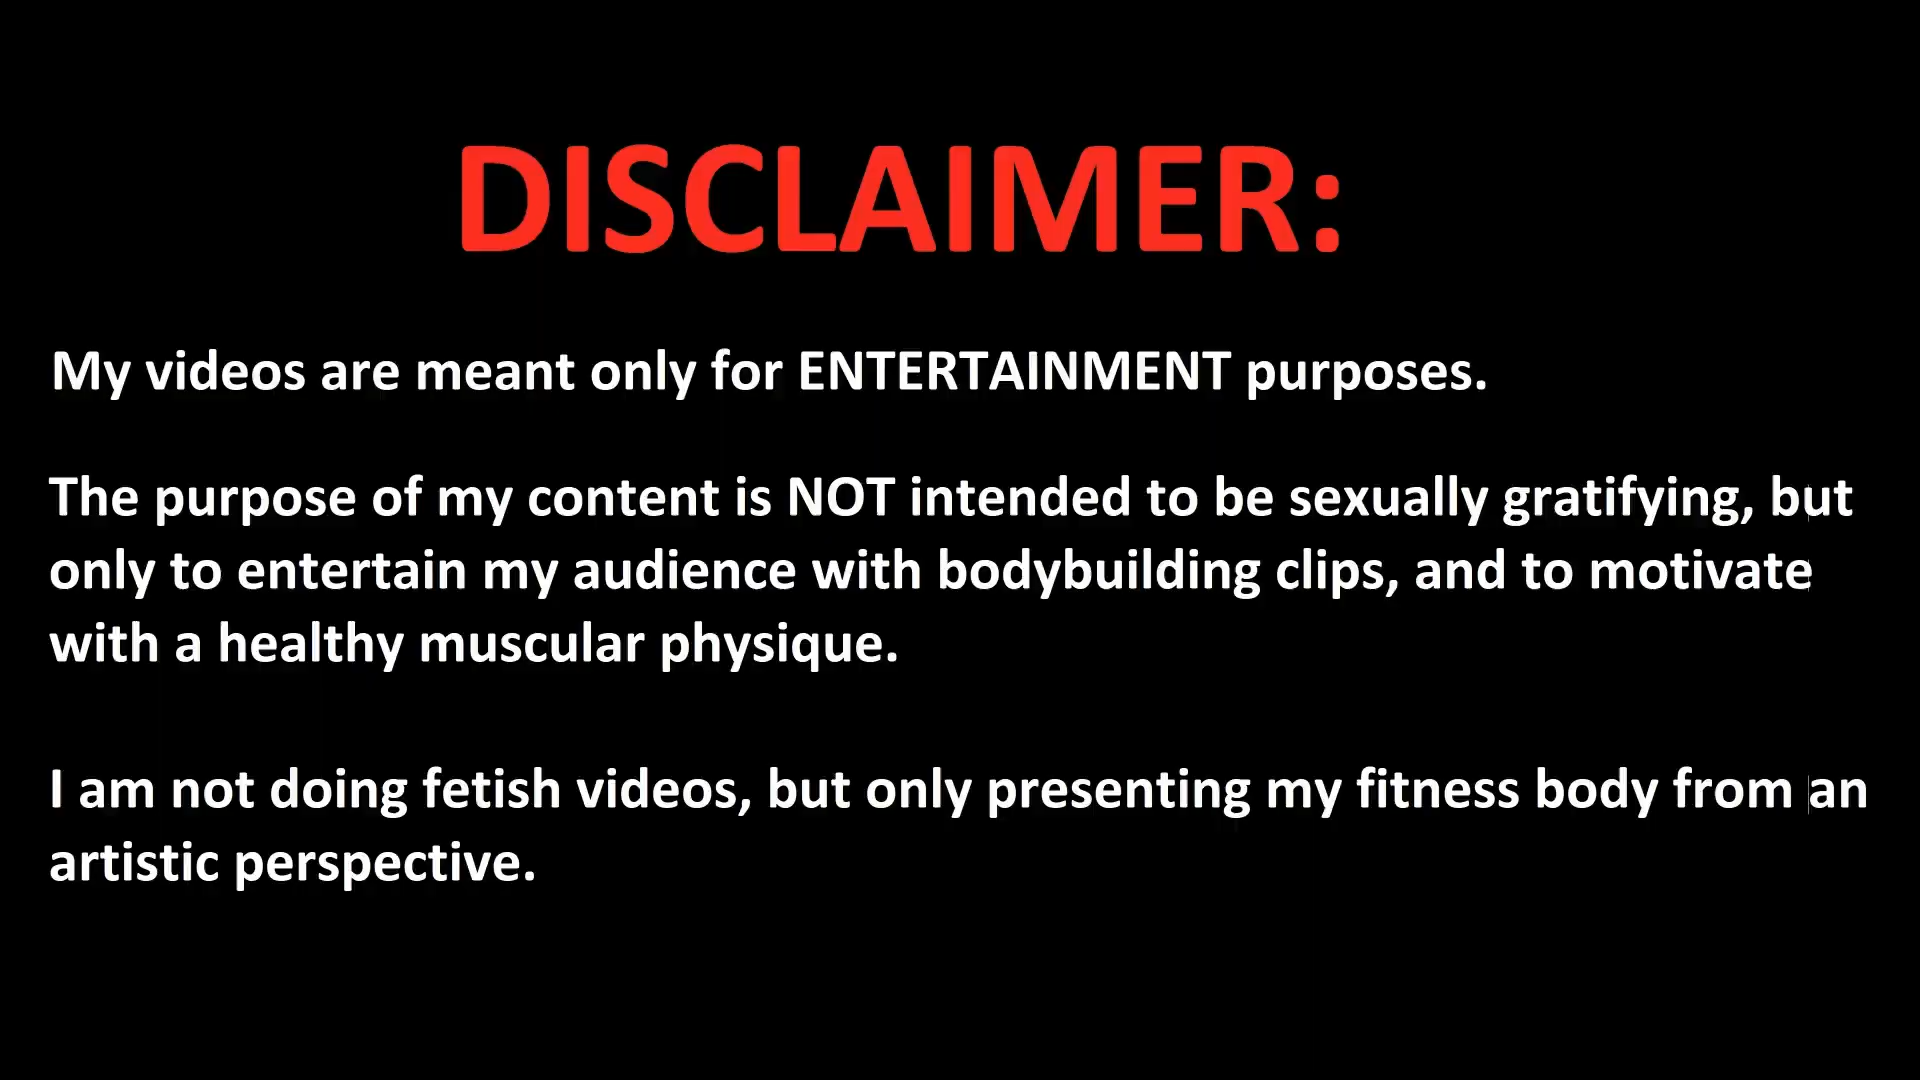 DISCLAIMER:
My videos are meant only for ENTERTAINMENT purposes.
The purpose of my content is NOT intended to be sexually gratifying, but
only to entertain my audience with bodybuilding clips, and to motivate
with a healthy muscular physique.
I am not doing fetish videos, but only presenting my fitness body from an
artistic perspective.